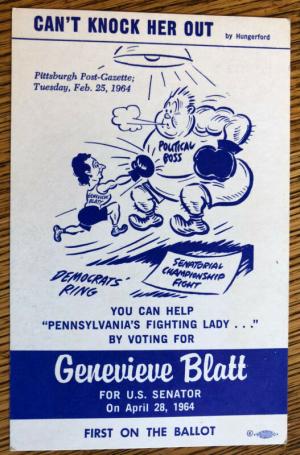 CAN'T KNOCK HER OUT
by Hungerford
Pittsburgh Post-Gazette;
Tuesday, Feb. 25, 1964
POLITICAL
BOSS
GENEVIEVE
BLATT
DEMOCRATS'
RING
SENATORIAL
CHAMPIONSHIP
FIGHT
YOU CAN HELP
"PENNSYLVANIA'S FIGHTING LADY . . ."
BY VOTING FOR
Genevieve Blatt
FOR U.S. SENATOR
On April 28, 1964
FIRST ON THE BALLOT